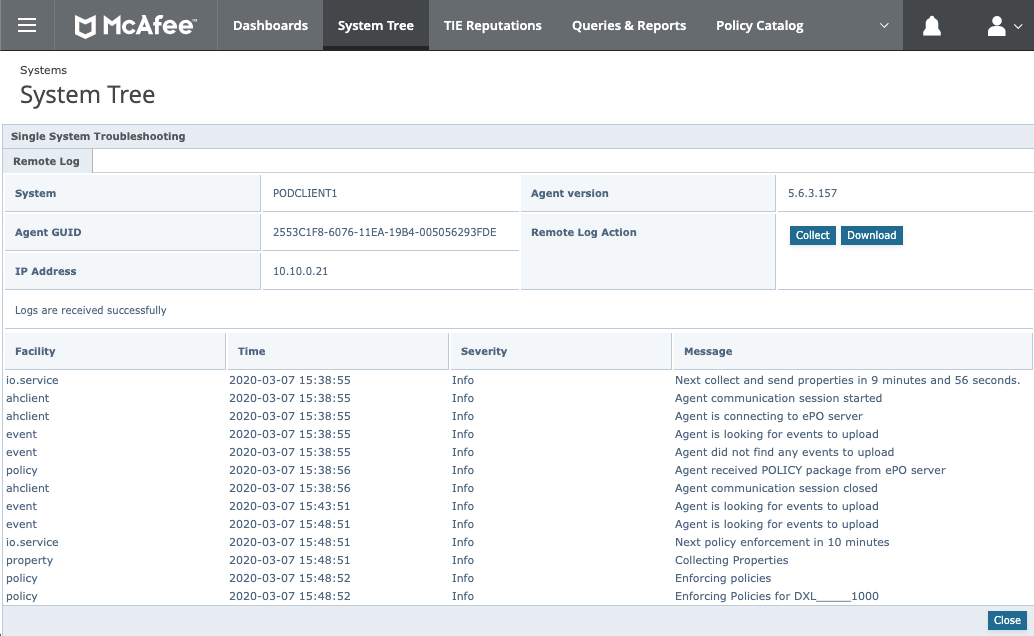 McAfee™ Dashboards System Tree TIE Reputations Queries & Reports Policy Catalog
Systems
System Tree
Single System Troubleshooting
Remote Log
System PODCLIENT1 Agent version 5.6.3.157
Agent GUID 2553C1F8-6076-11EA-19B4-005056293FDE Remote Log Action Collect Download
IP Address 10.10.0.21
Logs are received successfully
Facility Time Severity Message
io.service 2020-03-07 15:38:55 Info Next collect and send properties in 9 minutes and 56 seconds.
ahclient 2020-03-07 15:38:55 Info Agent communication session started
ahclient 2020-03-07 15:38:55 Info Agent is connecting to ePO server
event 2020-03-07 15:38:55 Info Agent is looking for events to upload
event 2020-03-07 15:38:55 Info Agent did not find any events to upload
policy 2020-03-07 15:38:56 Info Agent received POLICY package from ePO server
ahclient 2020-03-07 15:38:56 Info Agent communication session closed
event 2020-03-07 15:43:51 Info Agent is looking for events to upload
event 2020-03-07 15:48:51 Info Agent is looking for events to upload
io.service 2020-03-07 15:48:51 Info Next policy enforcement in 10 minutes
property 2020-03-07 15:48:51 Info Collecting Properties
policy 2020-03-07 15:48:52 Info Enforcing policies
policy 2020-03-07 15:48:52 Info Enforcing Policies for DXL_____1000
Close